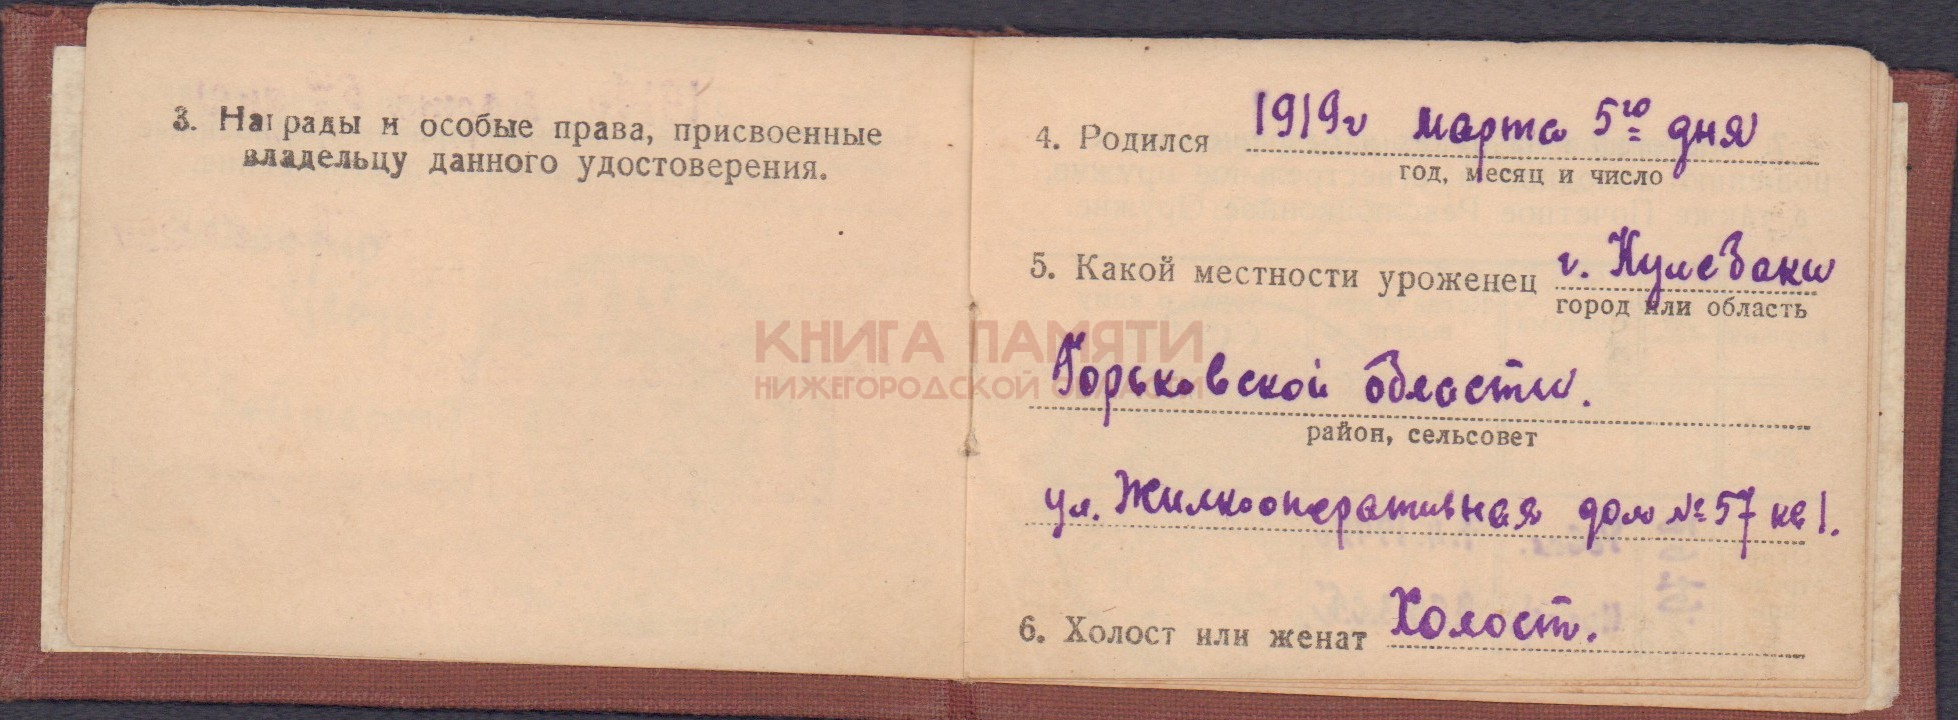 3. Награды и особые права, присвоенные
владельцу данного удостоверения.
4. Родился 1919г марта 5го дня
год, месяц и число
5. Какой местности уроженец г. Кулебаки
город или область
Горьковской области.
район, сельсовет
ул. Жилкооперативная дом № 57 кв 1.
6. Холост или женат Холост.
КНИГА ПАМЯТИ
НИЖЕГОРОДСКОЙ ОБЛАСТИ